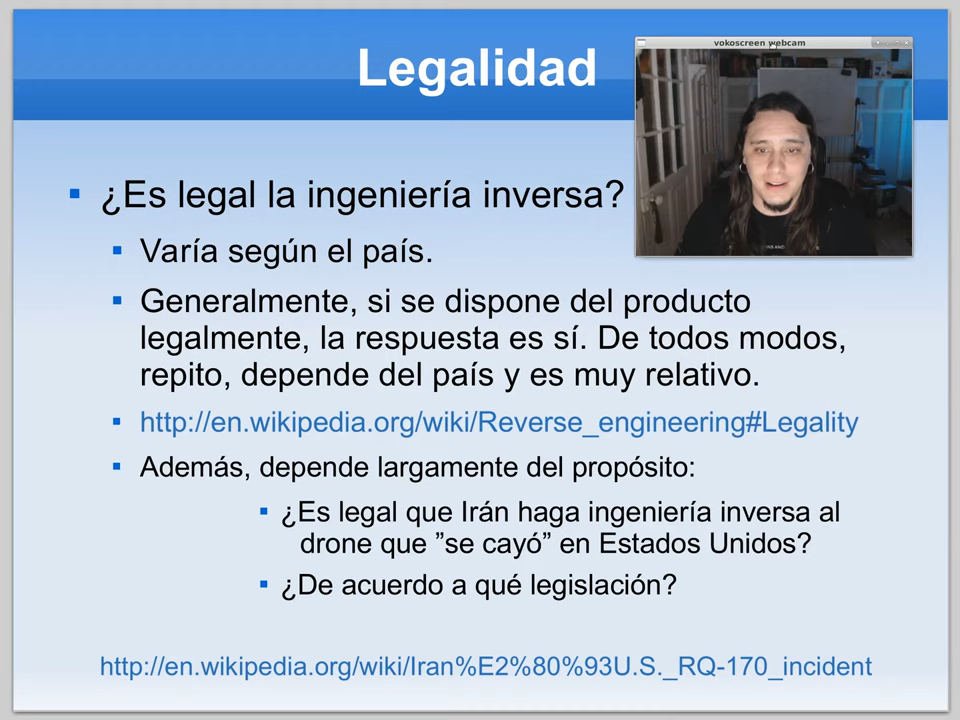 Legalidad
vokoscreen webcam
¿Es legal la ingeniería inversa?
Varía según el país.
Generalmente, si se dispone del producto
legalmente, la respuesta es sí. De todos modos,
repito, depende del país y es muy relativo.
http://en.wikipedia.org/wiki/Reverse_engineering#Legality
Además, depende largamente del propósito:
¿Es legal que Irán haga ingeniería inversa al
drone que ”se cayó” en Estados Unidos?
¿De acuerdo a qué legislación?
http://en.wikipedia.org/wiki/Iran%E2%80%93U.S._RQ-170_incident